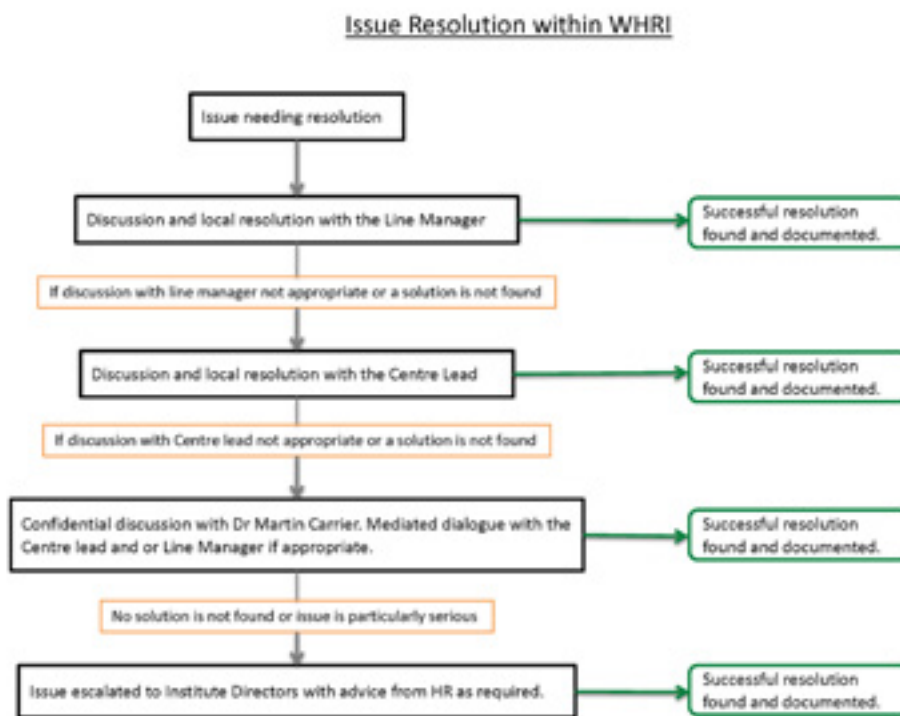 Issue Resolution within WHRI
Issue needing resolution
Discussion and local resolution with the Line Manager
Successful resolution
found and documented.
If discussion with line manager not appropriate or a solution is not found
Discussion and local resolution with the Centre Lead
Successful resolution
found and documented.
If discussion with Centre lead not appropriate or a solution is not found
Confidential discussion with Dr Martin Carrier. Mediated dialogue with the
Centre lead and or Line Manager if appropriate.
Successful resolution
found and documented.
No solution is not found or issue is particularly serious
Issue escalated to Institute Directors with advice from HR as required.
Successful resolution
found and documented.